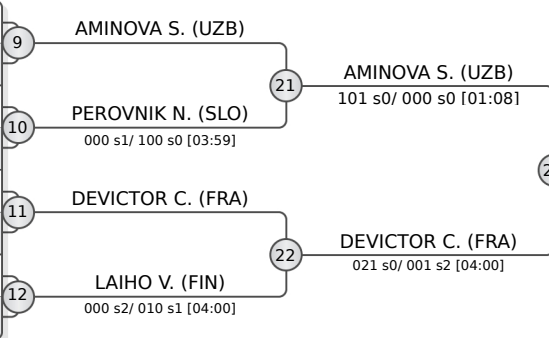 9
AMINOVA S. (UZB)
21
AMINOVA S. (UZB)
101 s0/ 000 s0 [01:08]
10
PEROVNIK N. (SLO)
000 s1/ 100 s0 [03:59]
11
DEVICTOR C. (FRA)
22
DEVICTOR C. (FRA)
021 s0/ 001 s2 [04:00]
12
LAIHO V. (FIN)
000 s2/ 010 s1 [04:00]